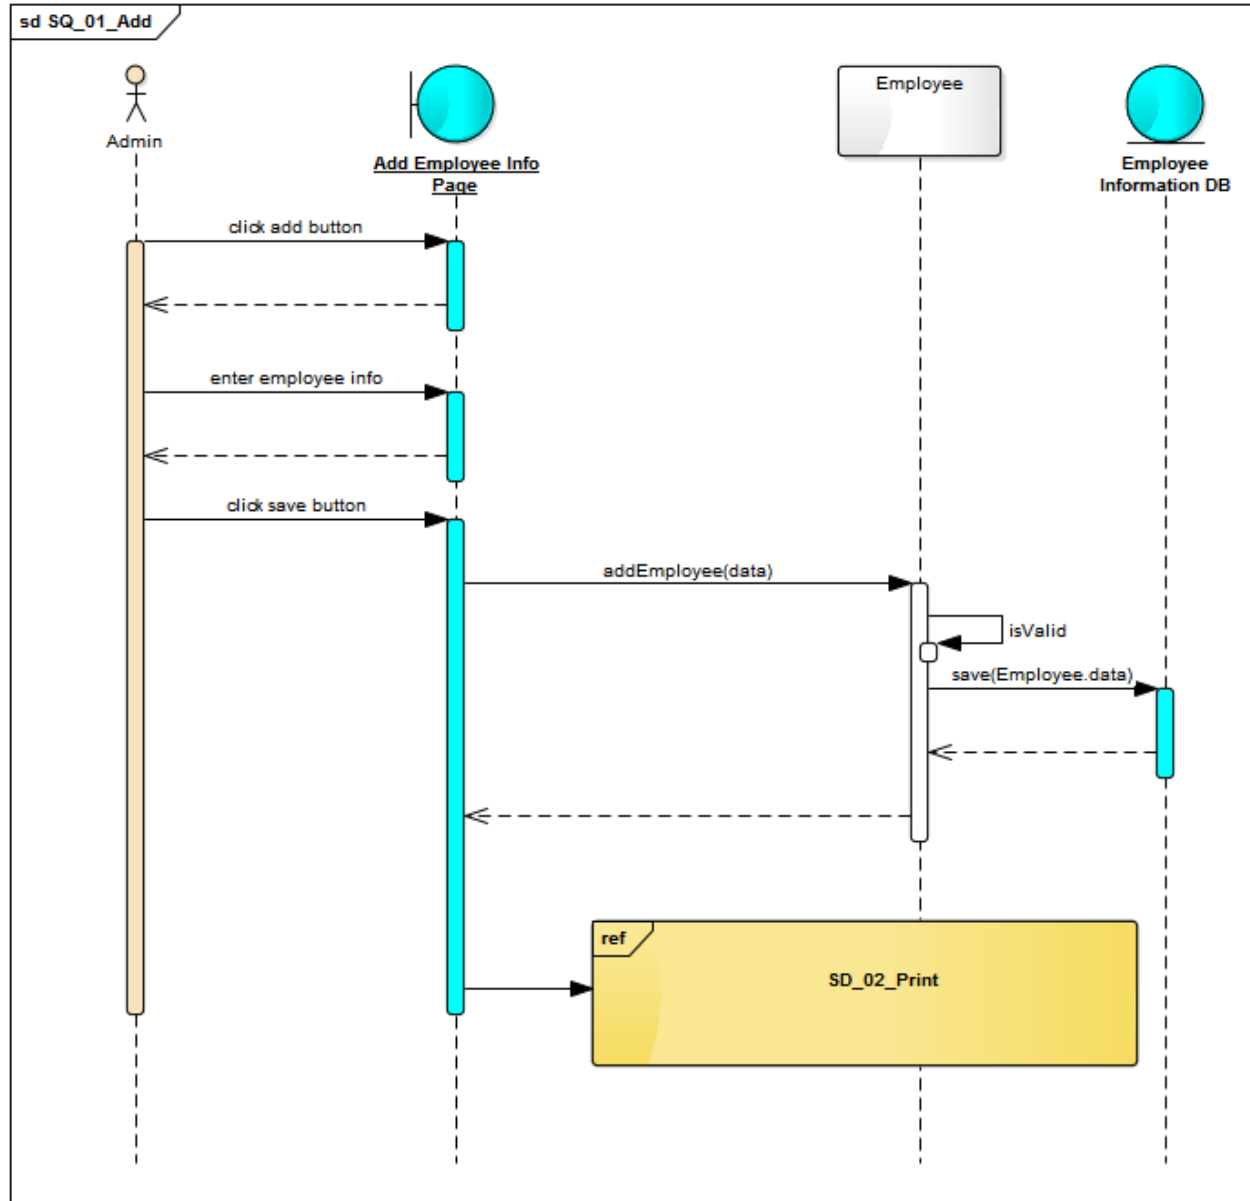 sd SQ_01_Add
Admin
Add Employee Info
Page
Employee
Employee
Information DB
click add button
enter employee info
click save button
addEmployee(data)
isValid
save(Employee.data)
ref
SD_02_Print